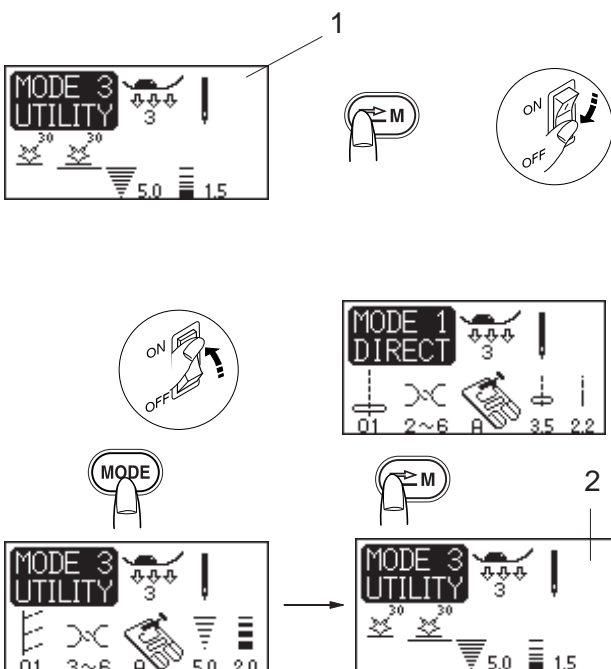 1
MODE 3
UTILITY
3
30 30
5.0 1.5
M
ON
OFF
ON
OFF
MODE 1
DIRECT
3
01 2~6 A 3.5 2.2
MODE
M
2
MODE 3
UTILITY
3
01 3~6 A 5.0 2.0
MODE 3
UTILITY
3
30 30
5.0 1.5